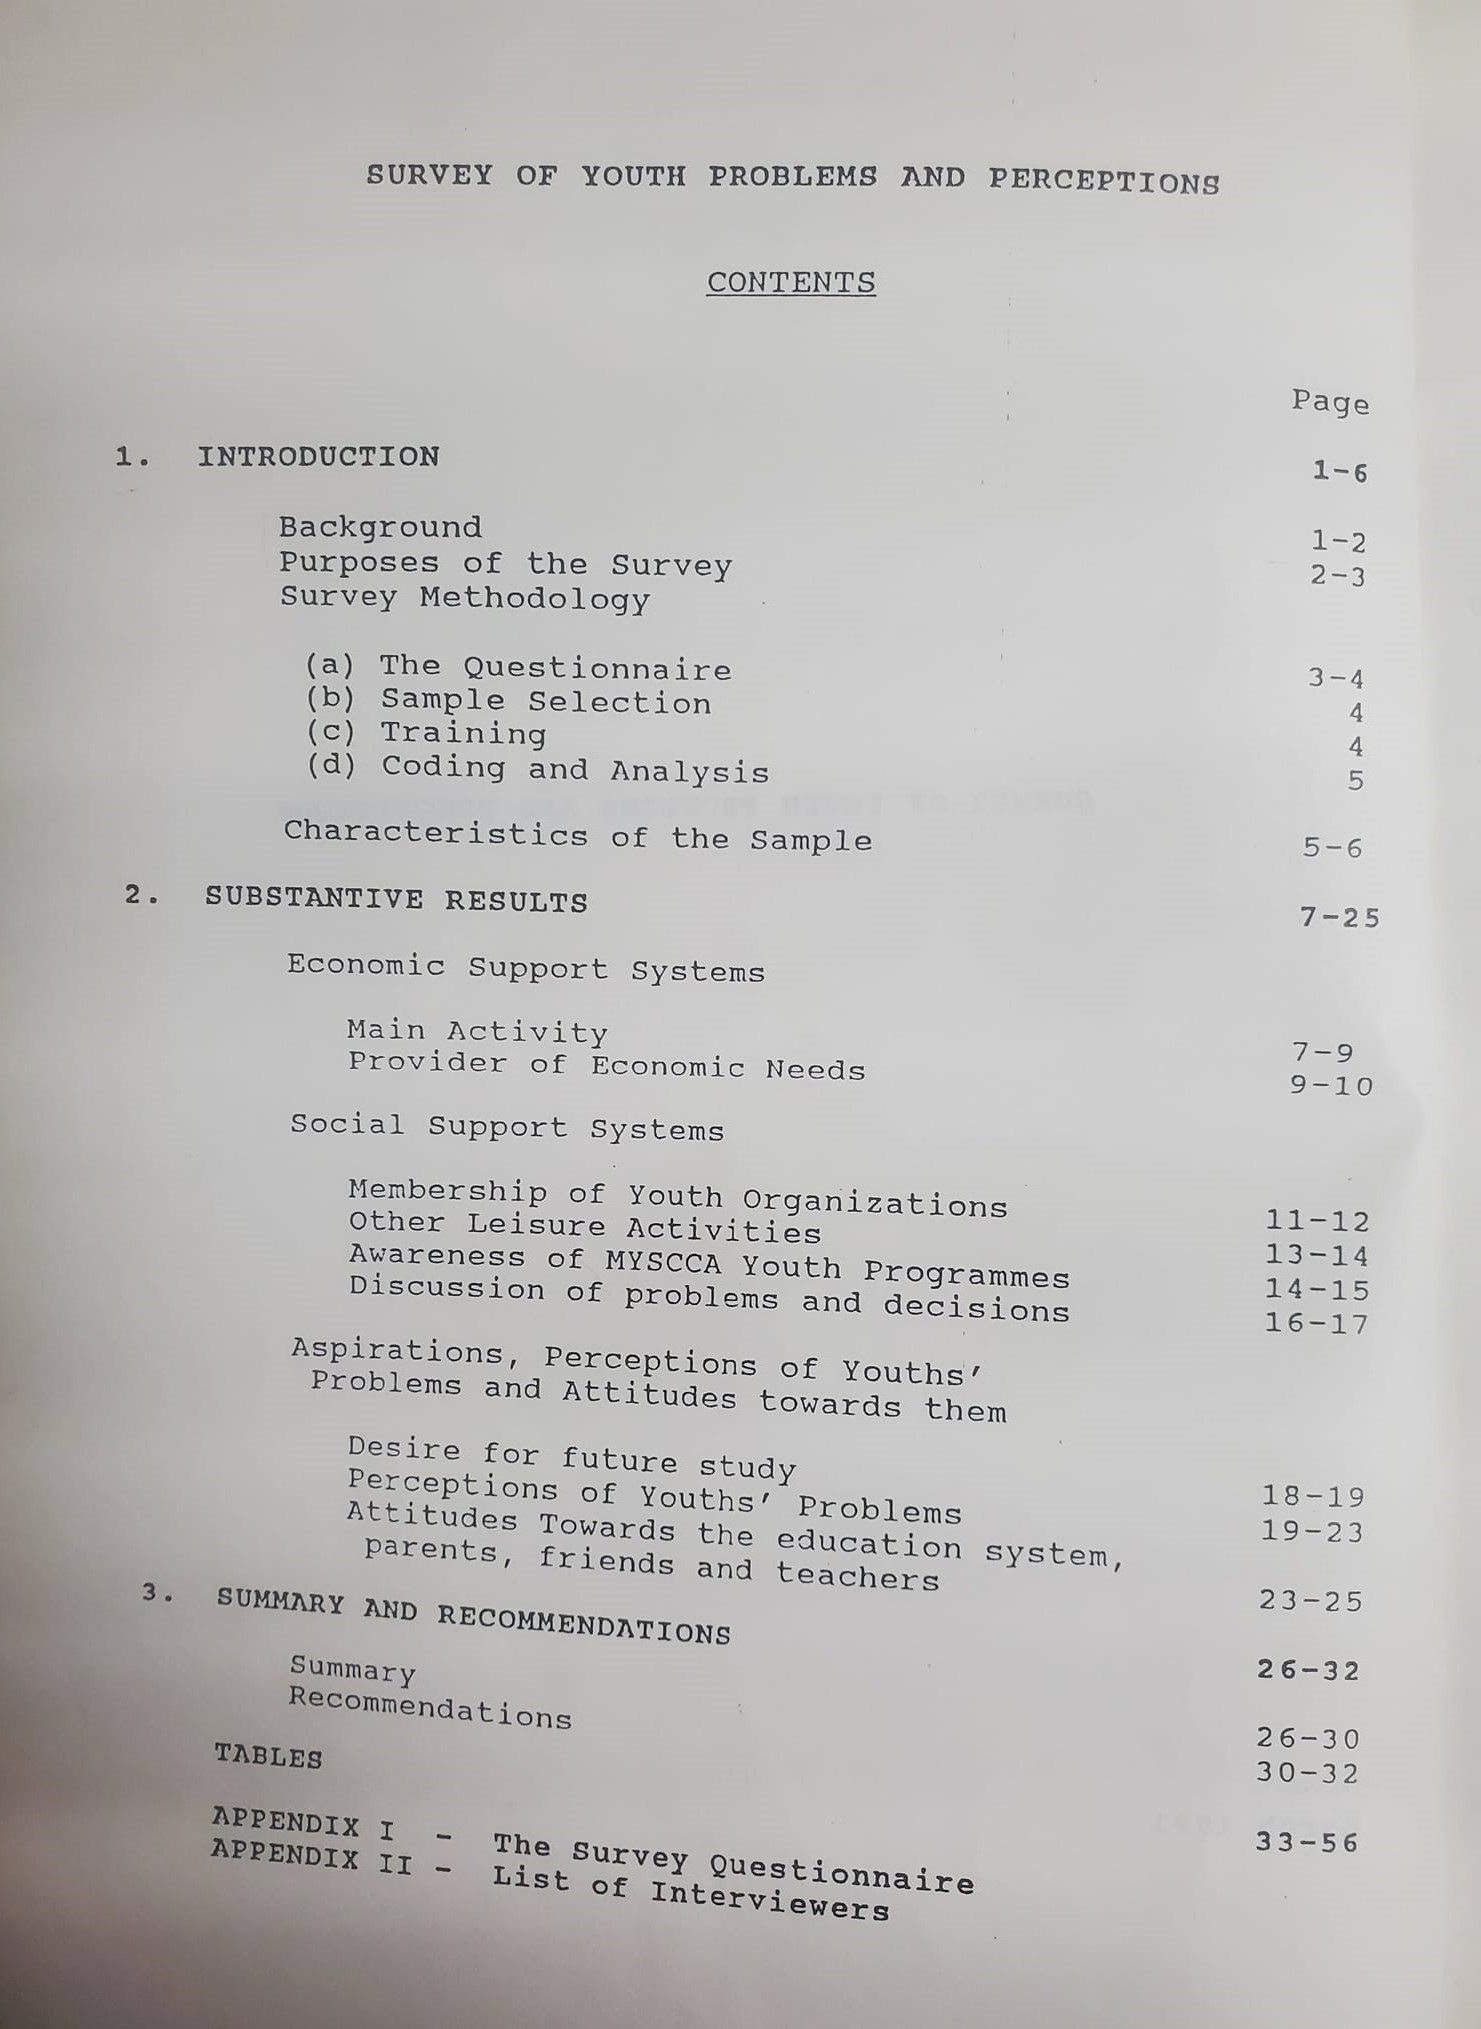 SURVEY OF YOUTH PROBLEMS AND PERCEPTIONS
CONTENTS
Page
1. INTRODUCTION 1-6
Background 1-2
Purposes of the Survey 2-3
Survey Methodology
(a) The Questionnaire 3-4
(b) Sample Selection 4
(c) Training 4
(d) Coding and Analysis 5
Characteristics of the Sample 5-6
2. SUBSTANTIVE RESULTS 7-25
Economic Support Systems
Main Activity 7-9
Provider of Economic Needs 9-10
Social Support Systems
Membership of Youth Organizations 11-12
Other Leisure Activities 13-14
Awareness of MYSCCA Youth Programmes 14-15
Discussion of problems and decisions 16-17
Aspirations, Perceptions of Youths'
Problems and Attitudes towards them
Desire for future study 18-19
Perceptions of Youths' Problems 19-23
Attitudes Towards the education system,
parents, friends and teachers 23-25
3. SUMMARY AND RECOMMENDATIONS 26-32
Summary 26-30
Recommendations 30-32
TABLES 33-56
APPENDIX I - The Survey Questionnaire
APPENDIX II - List of Interviewers